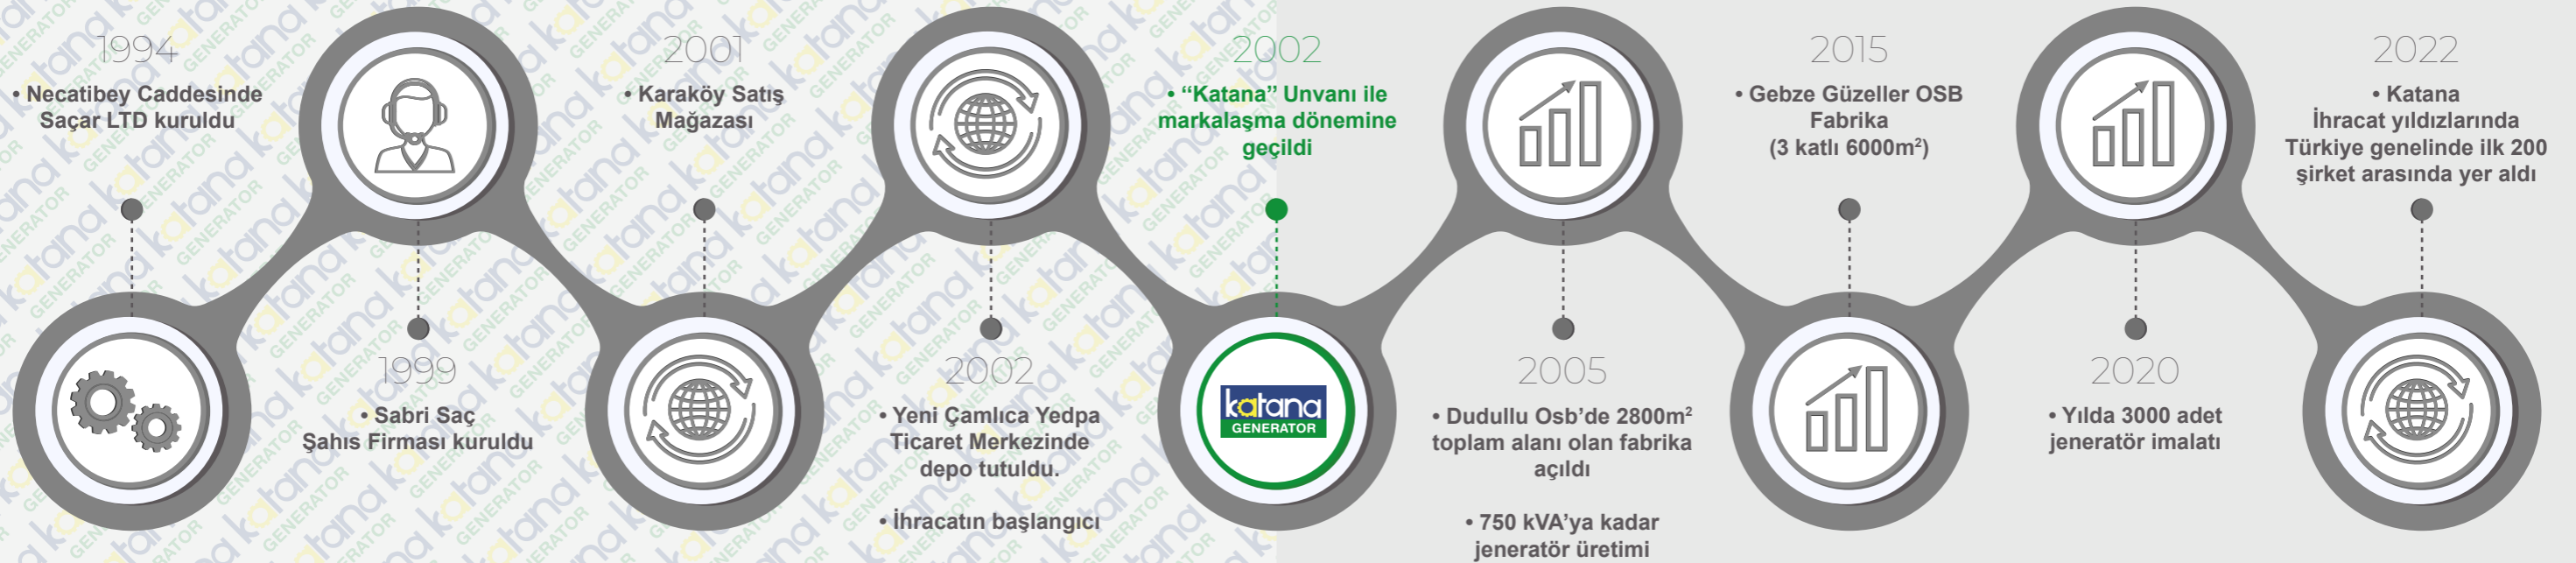 1994
• Necatibey Caddesinde
Saçar LTD kuruldu
1999
• Sabri Saç
Şahıs Firması kuruldu
2001
• Karaköy Satış
Mağazası
2002
• Yeni Çamlıca Yedpa
Ticaret Merkezinde
depo tutuldu.
• İhracatın başlangıcı
2002
• “Katana” Unvanı ile
markalaşma dönemine
geçildi
katana
GENERATOR
2005
• Dudullu Osb’de 2800m²
toplam alanı olan fabrika
açıldı
• 750 kVA’ya kadar
jeneratör üretimi
2015
• Gebze Güzeller OSB
Fabrika
(3 katlı 6000m²)
2020
• Yılda 3000 adet
jeneratör imalatı
2022
• Katana
İhracat yıldızlarında
Türkiye genelinde ilk 200
şirket arasında yer aldı